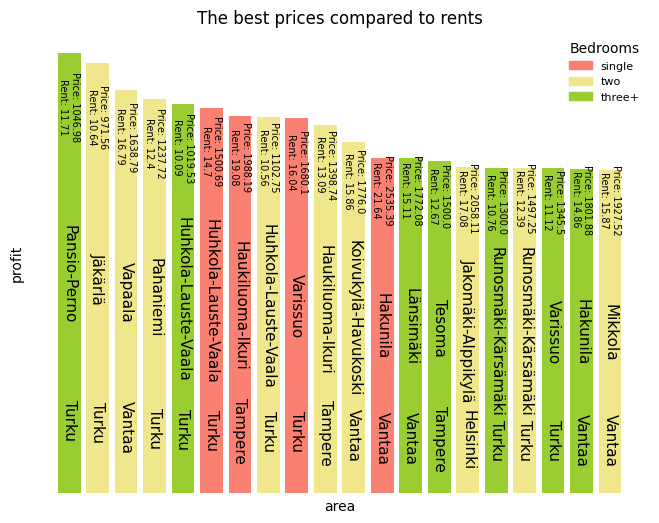 The best prices compared to rents
Bedrooms
single
two
three+
profit
Price: 1046.98
Rent: 11.71
Pansio-Perno
Turku
Price: 971.56
Rent: 10.64
Jäkärlä
Turku
Price: 1638.79
Rent: 16.79
Vapaala
Vantaa
Price: 1237.72
Rent: 12.4
Pahaniemi
Turku
Price: 1019.53
Rent: 10.09
Huhkola-Lauste-Vaala
Turku
Price: 1500.69
Rent: 14.7
Huhkola-Lauste-Vaala
Turku
Price: 1988.19
Rent: 19.08
Haukiluoma-Ikuri
Tampere
Price: 1102.75
Rent: 10.56
Huhkola-Lauste-Vaala
Turku
Price: 1680.1
Rent: 16.04
Varissuo
Turku
Price: 1398.74
Rent: 13.09
Haukiluoma-Ikuri
Tampere
Price: 1776.0
Rent: 15.86
Koivukylä-Havukoski
Vantaa
Price: 2535.39
Rent: 21.64
Hakunila
Vantaa
Price: 1772.08
Rent: 15.11
Länsimäki
Vantaa
Price: 1500.0
Rent: 12.67
Tesoma
Tampere
Price: 2058.11
Rent: 17.08
Jakomäki-Alppikylä
Helsinki
Price: 1300.0
Rent: 10.76
Runosmäki-Kärsämäki
Turku
Price: 1497.25
Rent: 12.39
Runosmäki-Kärsämäki
Turku
Price: 1345.5
Rent: 11.12
Varissuo
Turku
Price: 1801.88
Rent: 14.86
Hakunila
Vantaa
Price: 1927.52
Rent: 15.87
Mikkola
Vantaa
area